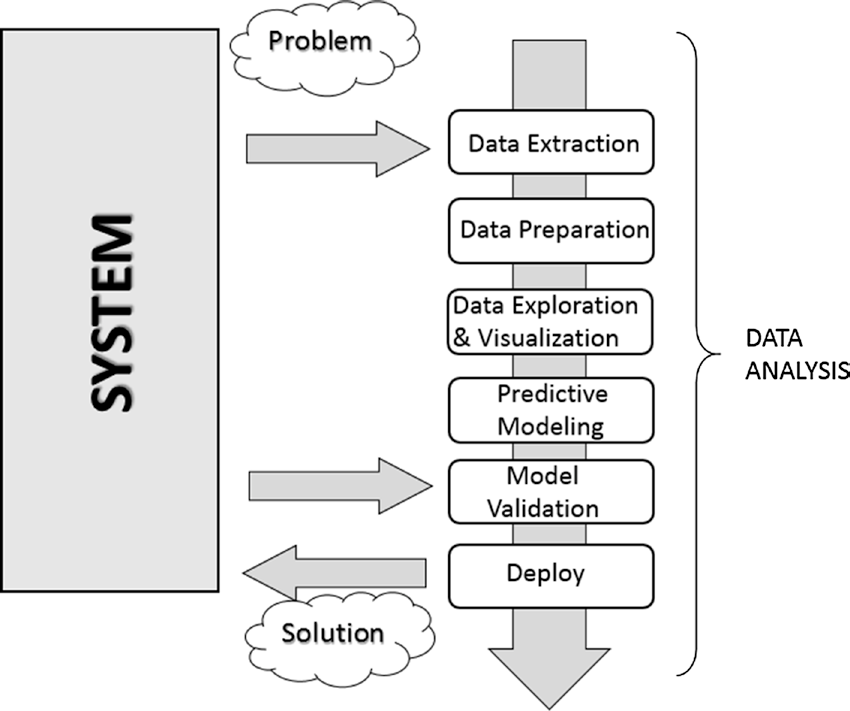 Problem
SYSTEM
Data Extraction
Data Preparation
Data Exploration
& Visualization
Predictive
Modeling
Model
Validation
Deploy
Solution
DATA
ANALYSIS